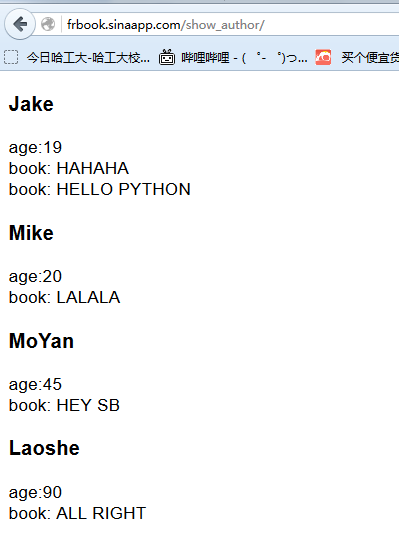 frbook.sinaapp.com/show_author/
今日哈工大-哈工大校... 哔哩哔哩 - ( ゜- ゜)つ... 买个便宜货
Jake
age:19
book: HAHAHA
book: HELLO PYTHON
Mike
age:20
book: LALALA
MoYan
age:45
book: HEY SB
Laoshe
age:90
book: ALL RIGHT